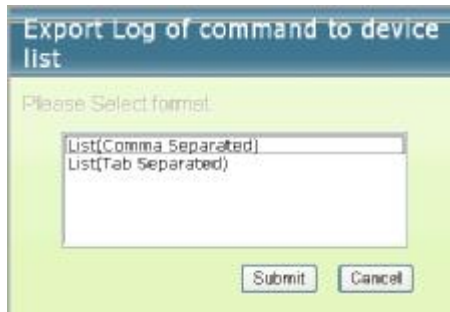 Export Log of command to device
list
Please Select format
List(Comma Separated)
List(Tab Separated)
Submit Cancel